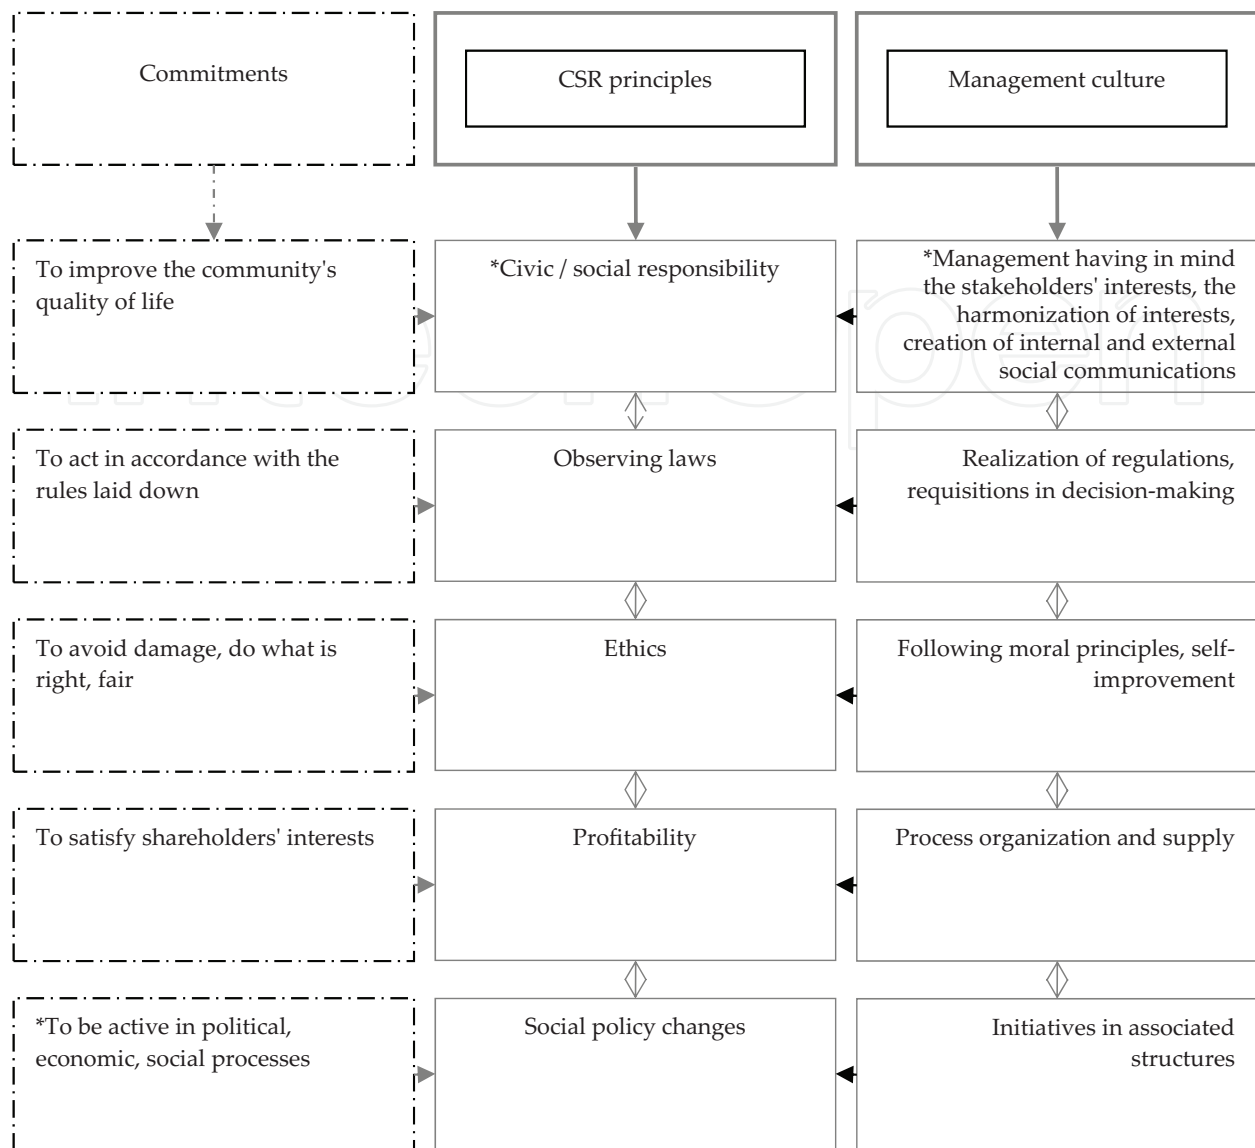 Commitments
CSR principles
Management culture
To improve the community's
quality of life
*Civic / social responsibility
*Management having in mind
the stakeholders' interests, the
harmonization of interests,
creation of internal and external
social communications
To act in accordance with the
rules laid down
Observing laws
Realization of regulations,
requisitions in decision-making
To avoid damage, do what is
right, fair
Ethics
Following moral principles, self-
improvement
To satisfy shareholders' interests
Profitability
Process organization and supply
*To be active in political,
economic, social processes
Social policy changes
Initiatives in associated
structures
intechopen